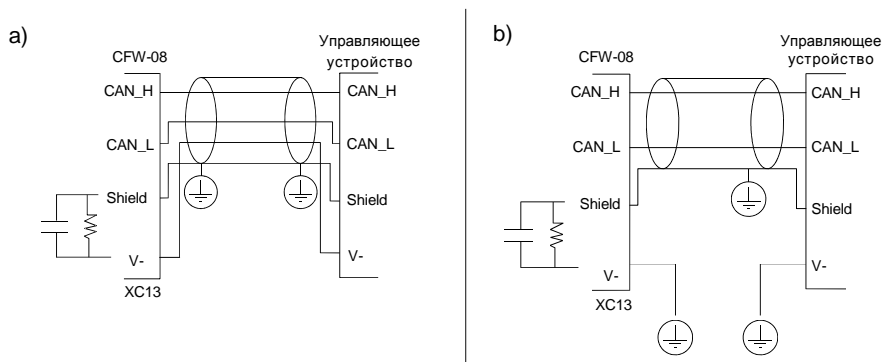 a)
CFW-08
Управляющее
устройство
CAN_H
CAN_H
CAN_L
CAN_L
Shield
Shield
V-
V-
XC13
b)
CFW-08
Управляющее
устройство
CAN_H
CAN_H
CAN_L
CAN_L
Shield
Shield
V-
V-
XC13